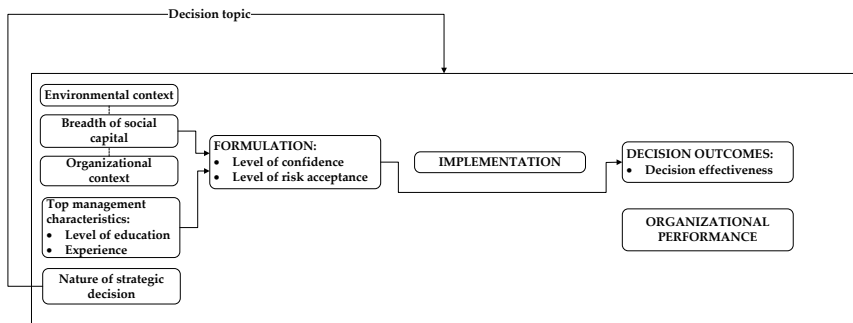 Decision topic
Environmental context
Breadth of social
capital
Organizational
context
Top management
characteristics:
• Level of education
• Experience
Nature of strategic
decision
FORMULATION:
• Level of confidence
• Level of risk acceptance
IMPLEMENTATION
DECISION OUTCOMES:
• Decision effectiveness
ORGANIZATIONAL
PERFORMANCE